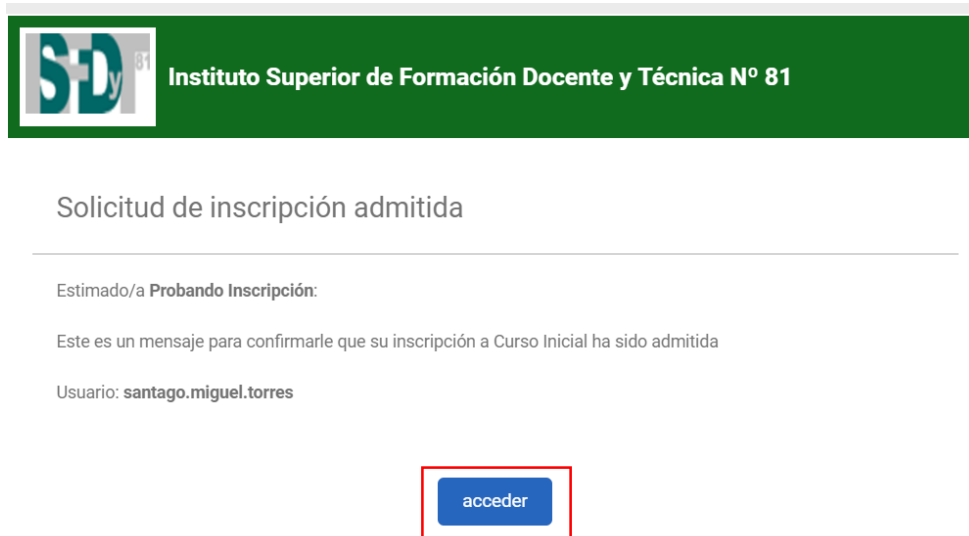 SFDyT 81
Instituto Superior de Formación Docente y Técnica Nº 81
Solicitud de inscripción admitida
Estimado/a Probando Inscripción:
Este es un mensaje para confirmarle que su inscripción a Curso Inicial ha sido admitida
Usuario: santago.miguel.torres
acceder